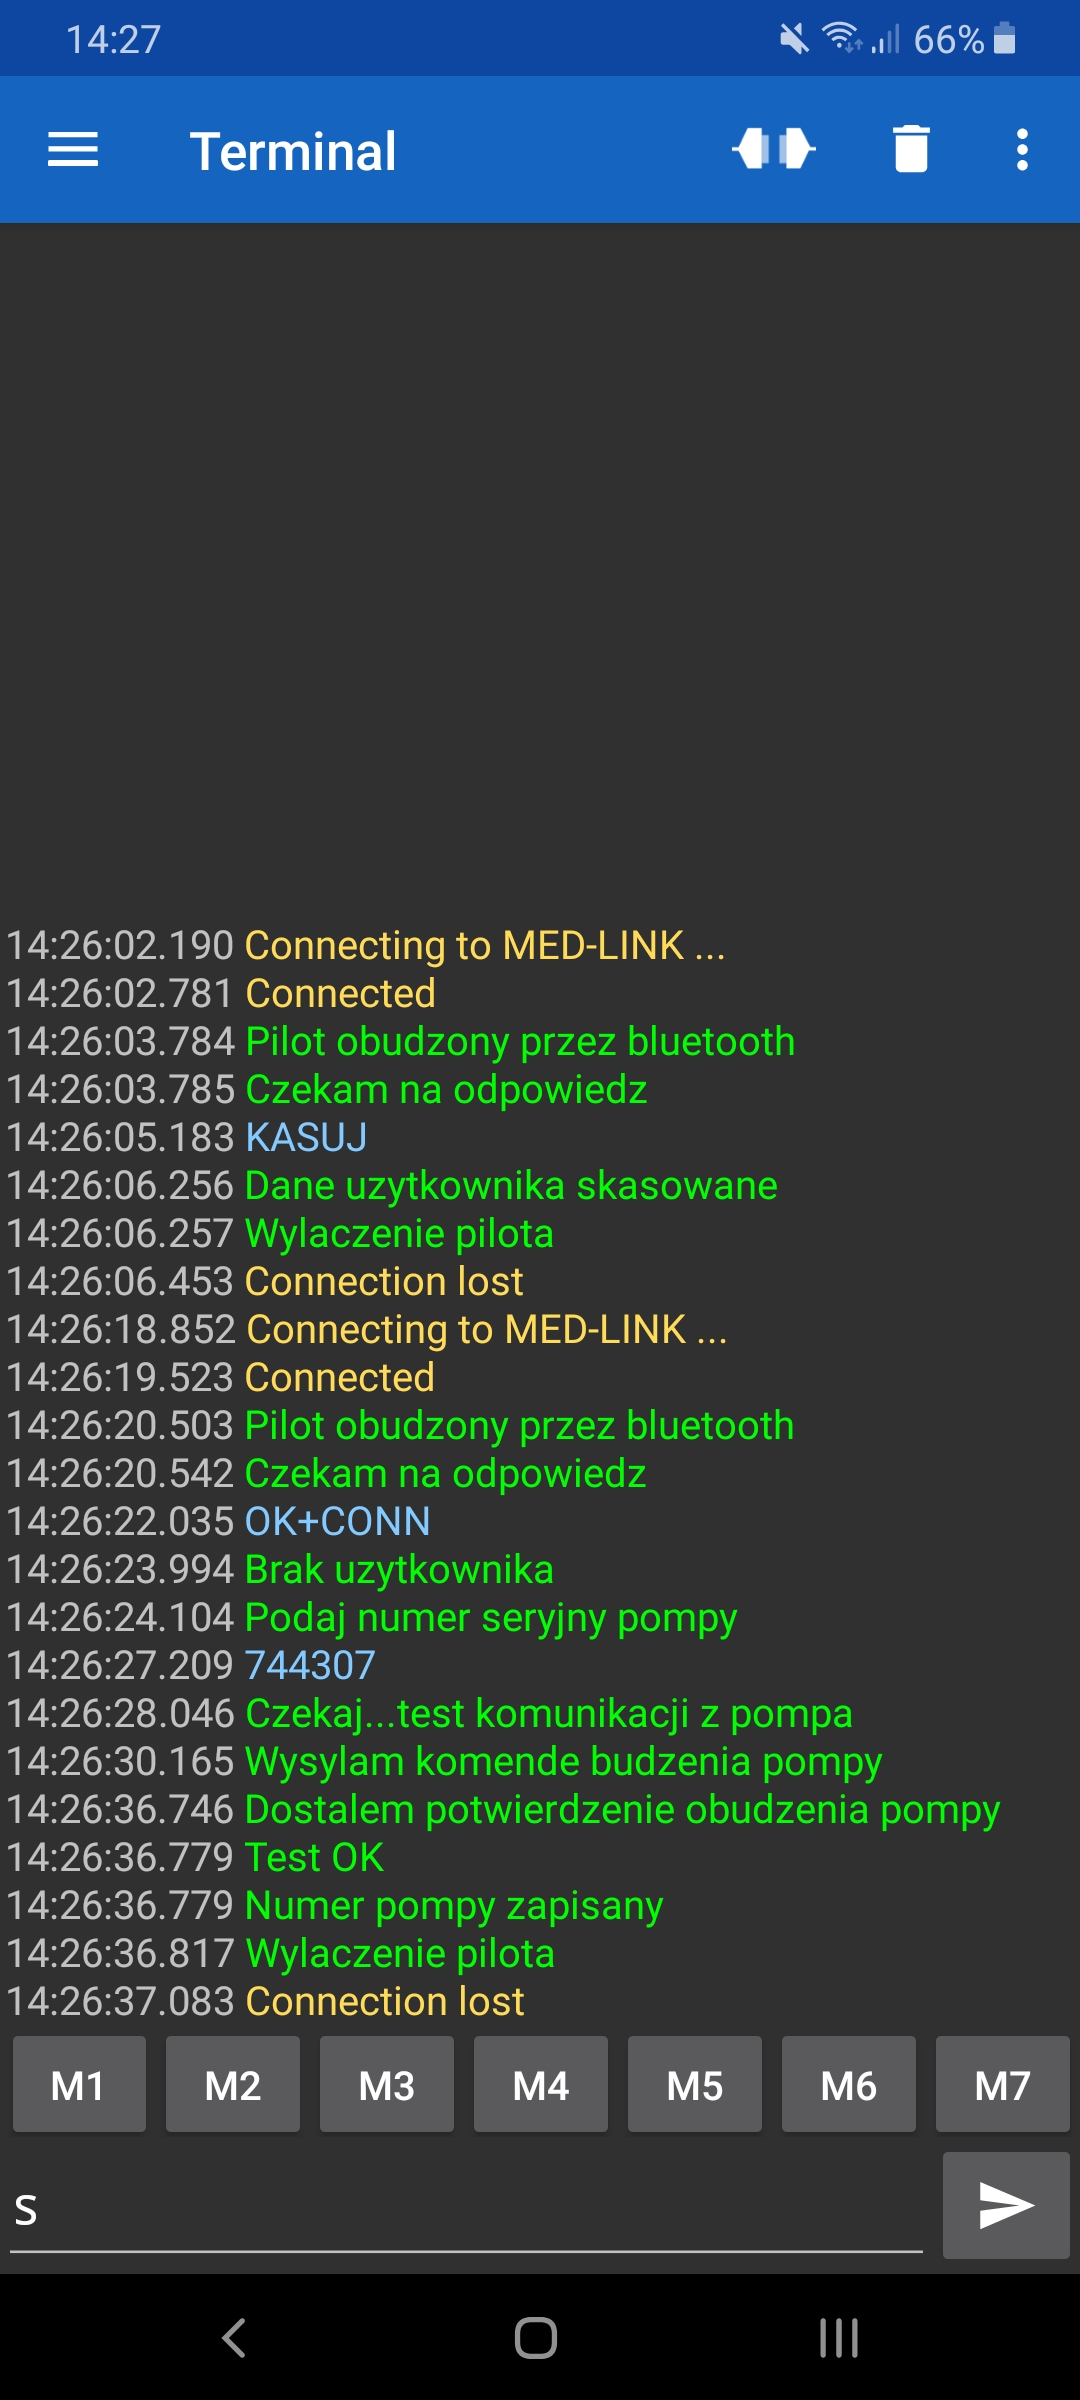 14:27 66%
Terminal
14:26:02.190 Connecting to MED-LINK ...
14:26:02.781 Connected
14:26:03.784 Pilot obudzony przez bluetooth
14:26:03.785 Czekam na odpowiedz
14:26:05.183 KASUJ
14:26:06.256 Dane uzytkownika skasowane
14:26:06.257 Wylaczenie pilota
14:26:06.453 Connection lost
14:26:18.852 Connecting to MED-LINK ...
14:26:19.523 Connected
14:26:20.503 Pilot obudzony przez bluetooth
14:26:20.542 Czekam na odpowiedz
14:26:22.035 OK+CONN
14:26:23.994 Brak uzytkownika
14:26:24.104 Podaj numer seryjny pompy
14:26:27.209 744307
14:26:28.046 Czekaj...test komunikacji z pompa
14:26:30.165 Wysylam komende budzenia pompy
14:26:36.746 Dostalem potwierdzenie obudzenia pompy
14:26:36.779 Test OK
14:26:36.779 Numer pompy zapisany
14:26:36.817 Wylaczenie pilota
14:26:37.083 Connection lost
M1 M2 M3 M4 M5 M6 M7
s